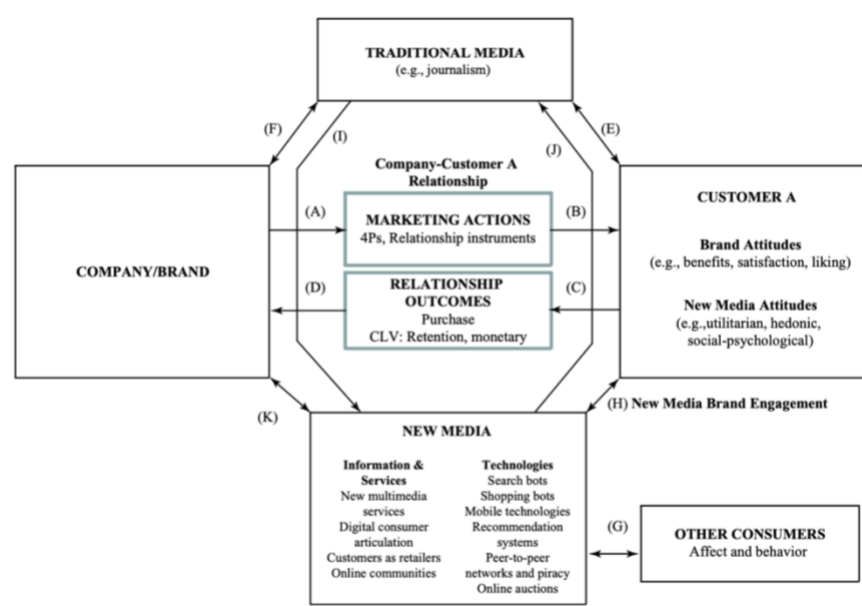 TRADITIONAL MEDIA
(e.g., journalism)
(F)
(I)
(J)
(E)
Company-Customer A
Relationship
COMPANY/BRAND
(A)
MARKETING ACTIONS
4Ps, Relationship instruments
(B)
(D)
RELATIONSHIP
OUTCOMES
Purchase
CLV: Retention, monetary
(C)
CUSTOMER A
Brand Attitudes
(e.g., benefits, satisfaction, liking)
New Media Attitudes
(e.g.,utilitarian, hedonic,
social-psychological)
(K)
(H) New Media Brand Engagement
NEW MEDIA
Information &
Services
New multimedia
services
Digital consumer
articulation
Customers as retailers
Online communities
Technologies
Search bots
Shopping bots
Mobile technologies
Recommendation
systems
Peer-to-peer
networks and piracy
Online auctions
(G)
OTHER CONSUMERS
Affect and behavior